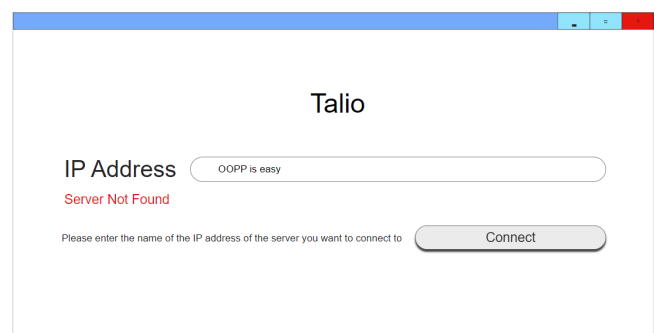 Talio
IP Address
OOPP is easy
Server Not Found
Please enter the name of the IP address of the server you want to connect to
Connect